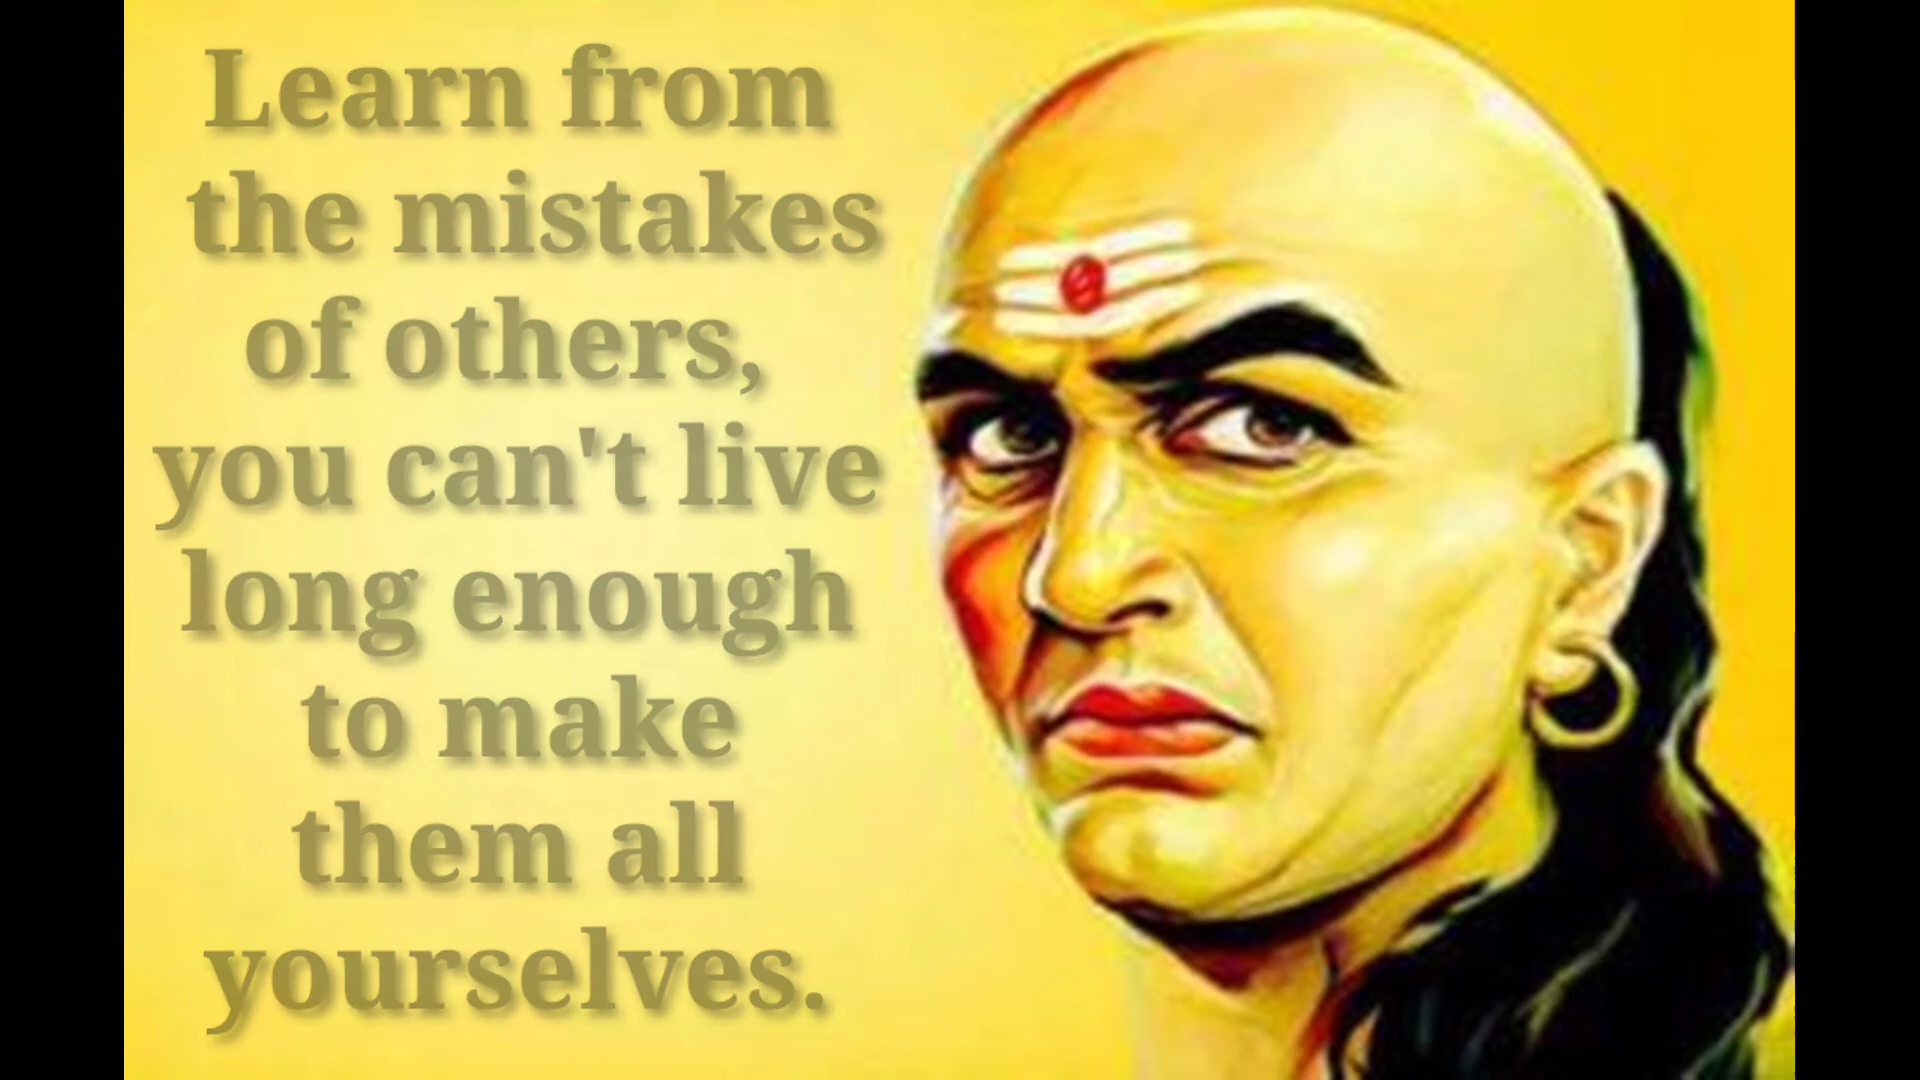 Learn from
the mistakes
of others,
you can't live
long enough
to make
them all
yourselves.